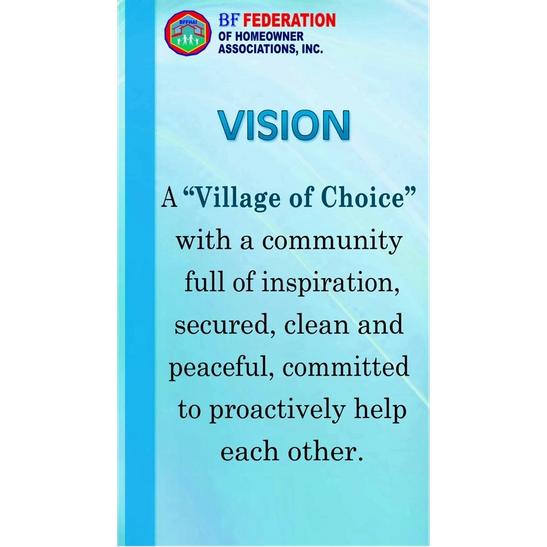 BFFHAI
BF FEDERATION
OF HOMEOWNER
ASSOCIATIONS, INC.
VISION
A “Village of Choice”
with a community
full of inspiration,
secured, clean and
peaceful, committed
to proactively help
each other.